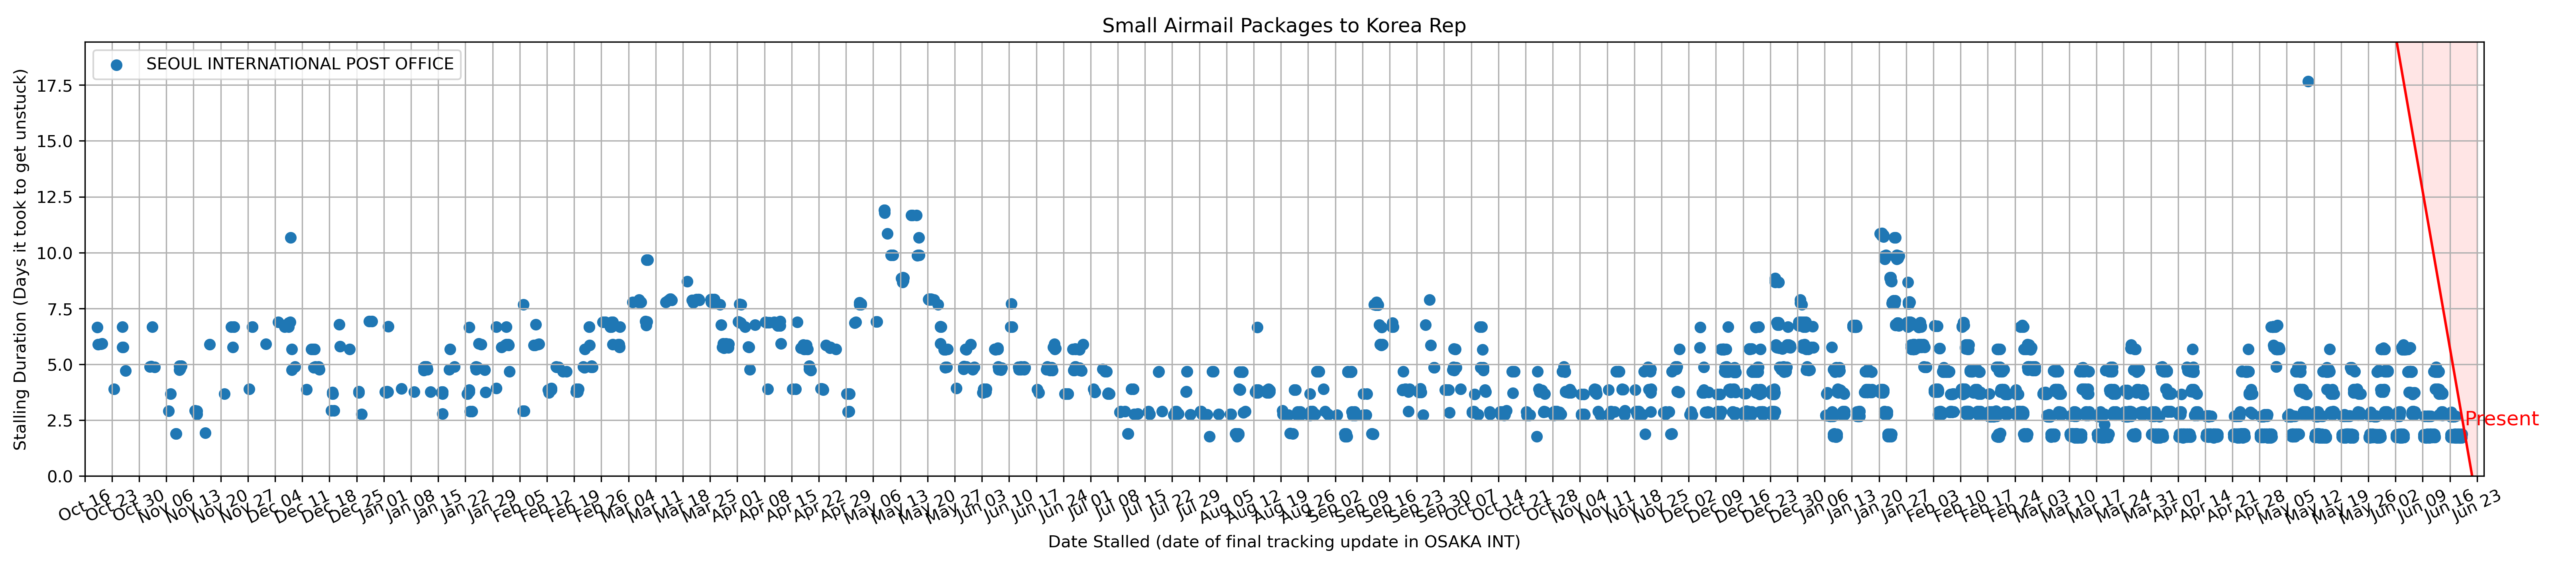 Small Airmail Packages to Korea Rep
SEOUL INTERNATIONAL POST OFFICE
Stalling Duration (Days it took to get unstuck)
17.5
15.0
12.5
10.0
7.5
5.0
2.5
0.0
Present
Oct 16
Oct 23
Oct 30
Nov 06
Nov 13
Nov 20
Nov 27
Dec 04
Dec 11
Dec 18
Dec 25
Jan 01
Jan 08
Jan 15
Jan 22
Jan 29
Feb 05
Feb 12
Feb 19
Feb 26
Mar 04
Mar 11
Mar 18
Mar 25
Apr 01
Apr 08
Apr 15
Apr 22
Apr 29
May 06
May 13
May 20
May 27
Jun 03
Jun 10
Jun 17
Jun 24
Jul 01
Jul 08
Jul 15
Jul 22
Jul 29
Aug 05
Aug 12
Aug 19
Aug 26
Sep 02
Sep 09
Sep 16
Sep 23
Sep 30
Oct 07
Oct 14
Oct 21
Oct 28
Nov 04
Nov 11
Nov 18
Nov 25
Dec 02
Dec 09
Dec 16
Dec 23
Dec 30
Jan 06
Jan 13
Jan 20
Jan 27
Feb 03
Feb 10
Feb 17
Feb 24
Mar 03
Mar 10
Mar 17
Mar 24
Mar 31
Apr 07
Apr 14
Apr 21
Apr 28
May 05
May 12
May 19
May 26
Jun 02
Jun 09
Jun 16
Jun 23
Date Stalled (date of final tracking update in OSAKA INT)